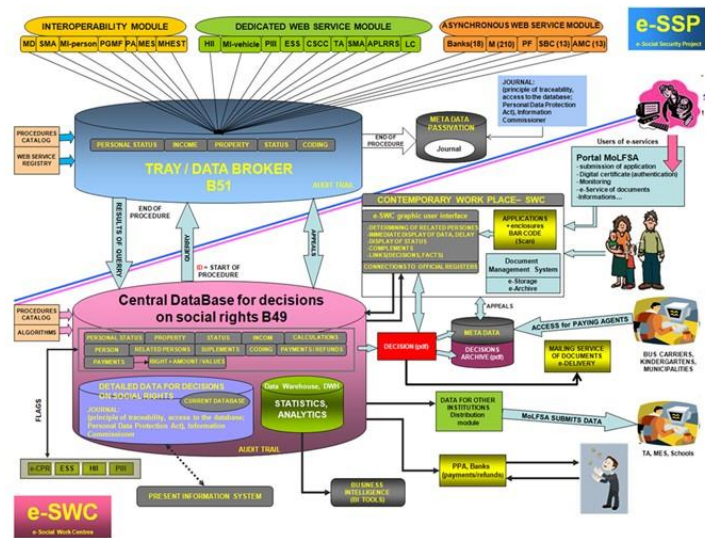 INTEROPERABILITY MODULE
MD SMA MI-person PGMF PA MES MHEST
DEDICATED WEB SERVICE MODULE
HII MI-vehicle PIII ESS CSCC TA SMA APLRRS LC
ASYNCHRONOUS WEB SERVICE MODULE
Banks(18) M (210) PF SBC (13) AMC (13)
e-SSP
e-Social Security Project
PROCEDURES
CATALOG
WEB SERVICE
REGISTRY
PERSONAL STATUS INCOME PROPERTY STATUS CODING
TRAY / DATA BROKER
B51
AUDIT TRAIL
END OF
PROCEDURE
META DATA
PASSIVATION
Journal
JOURNAL:
(principle of traceability,
access to the database;
Personal Data Protection
Act), Information
Commissioner
Users of e-services
Portal MoLFSA
-submission of application
-Digital certificate (authentication)
-Monitoring
-e-Service of documents
-Informations...
RESULTS OF QUERRY
END OF
PROCEDURE
QUERRY
ID = START OF
PROCEDURE
APPEALS
CONTEMPORARY WORK PLACE– SWC
e-SWC graphic user interface
-DETERMINING OF RELATED PERSONS
-IMMEDIATE DISPLAY OF DATA, DELAY
-DISPLAY OF STATUS
-COMPLEMENTS
-LINKS(DECISIONS, FACTS)
CONNECTIONS TO OFFICIAL REGISTERS
APPLICATIONS
+ enclosures
BAR CODE
(Scan)
Document
Management System
e-Storage
e-Archive
PROCEDURES
CATALOG
ALGORITHMS
Central DataBase for decisions
on social rights B49
PERSONAL STATUS PROPERTY STATUS INCOM CALCULATIONS
PERSON RELATED PERSONS SUPLEMENTS CODING PAYMENTS/REFUNDS
PAYMENTS RIGHT + AMOUNT / VALUES
DECISION (pdf)
APPEALS
META DATA
DECISIONS
ARCHIVE (pdf)
ACCESS for PAYING AGENTS
BUS CARRIERS,
KINDERGARTENS,
MUNICIPALITIES
MAILING SERVICE
OF DOCUMENTS
e-DELIVERY
DETAILED DATA FOR DECISIONS
ON SOCIAL RIGHTS
CURRENT DATABASE
JOURNAL:
(principle of traceability, access to the database;
Personal Data Protection Act), Information
Commissioner
Data Warehouse, DWH
STATISTICS,
ANALYTICS
AUDIT TRAIL
DATA FOR OTHER
INSTITUTIONS
Distribution
module
MoLFSA SUBMITS DATA
TA, MES, Schools
FLAGS
e-CPR ESS HII PIII
PPA, Banks
(payments/refunds)
PRESENT INFORMATION SYSTEM
BUSINESS
INTELLIGENCE
(BI TOOLS)
e-SWC
e-Social Work Centres